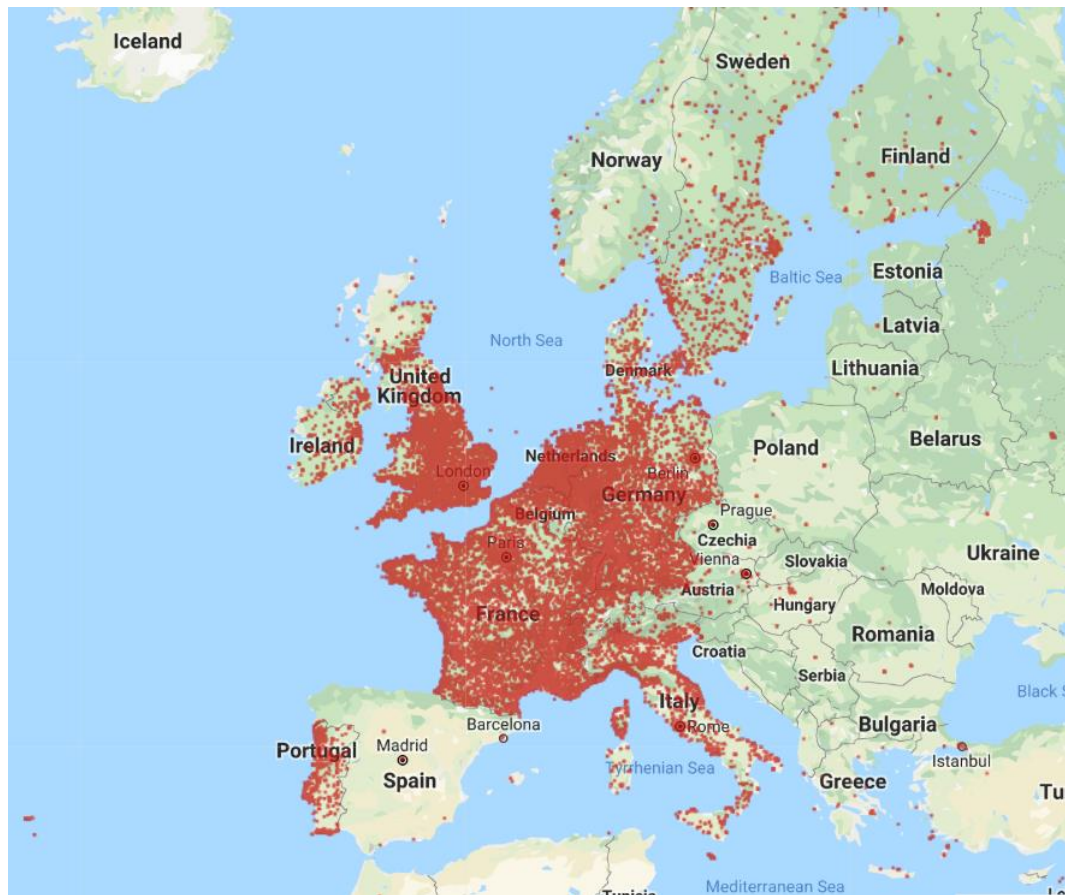 Iceland
Sweden
Norway
Finland
Baltic Sea
Estonia
North Sea
Latvia
Denmark
Lithuania
United
Kingdom
Belarus
Ireland
Netherlands
Poland
London
Berlin
Germany
Belgium
Prague
Paris
Czechia
Ukraine
Vienna
Slovakia
Austria
Moldova
France
Hungary
Romania
Croatia
Serbia
Black S
Italy
Barcelona
Rome
Bulgaria
Portugal
Madrid
Istanbul
Tyrrhenian Sea
Spain
Greece
Tu
Mediterranean Sea